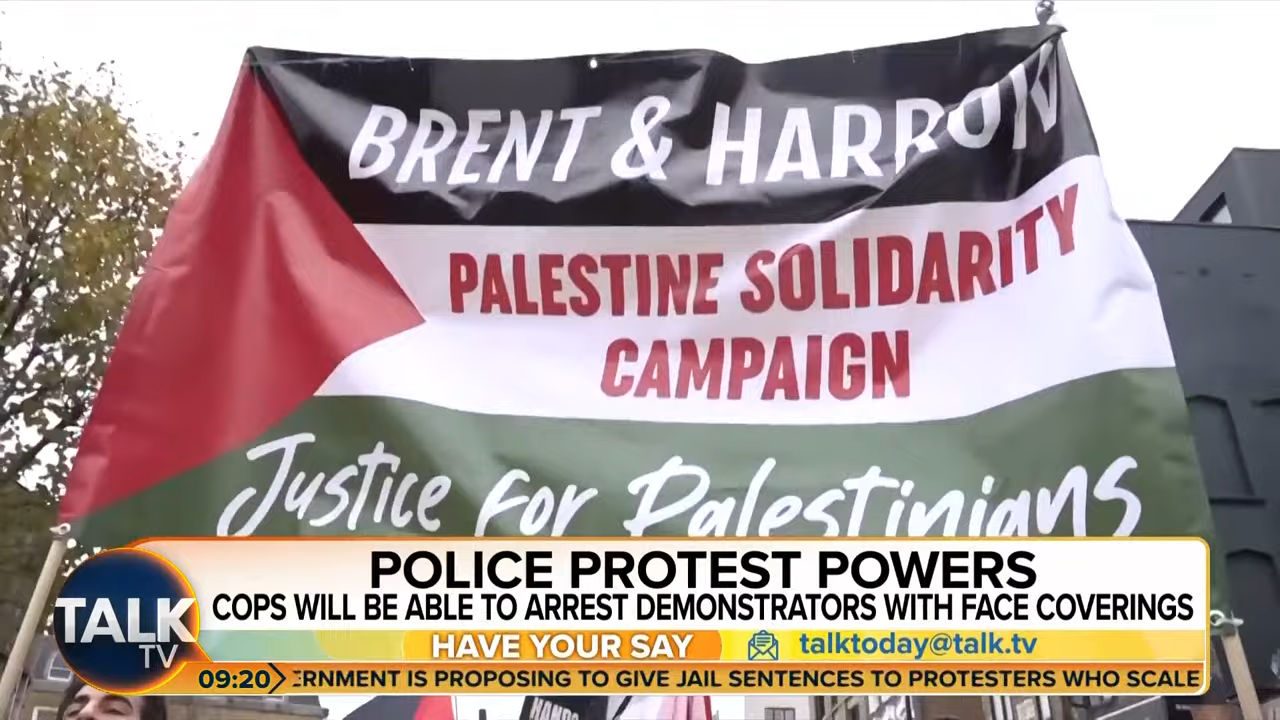 BRENT & HARROW
PALESTINE SOLIDARITY
CAMPAIGN
Justice for Palestinians
POLICE PROTEST POWERS
COPS WILL BE ABLE TO ARREST DEMONSTRATORS WITH FACE COVERINGS
HAVE YOUR SAY talktoday@talk.tv
TALK
TV
09:20 ERNMENT IS PROPOSING TO GIVE JAIL SENTENCES TO PROTESTERS WHO SCALE
HANDS